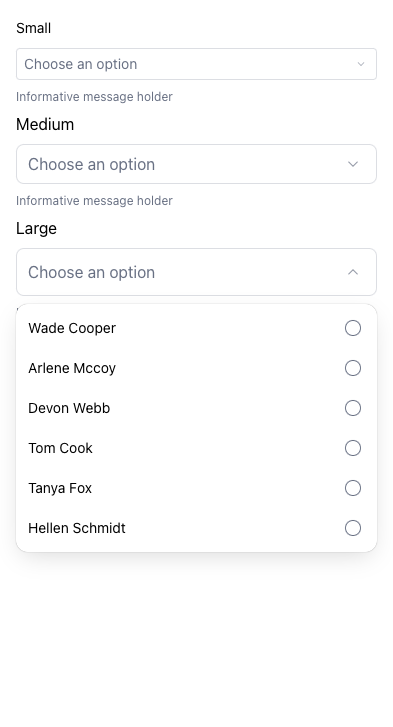 Small
Choose an option
Informative message holder
Medium
Choose an option
Informative message holder
Large
Choose an option
Wade Cooper
Arlene Mccoy
Devon Webb
Tom Cook
Tanya Fox
Hellen Schmidt